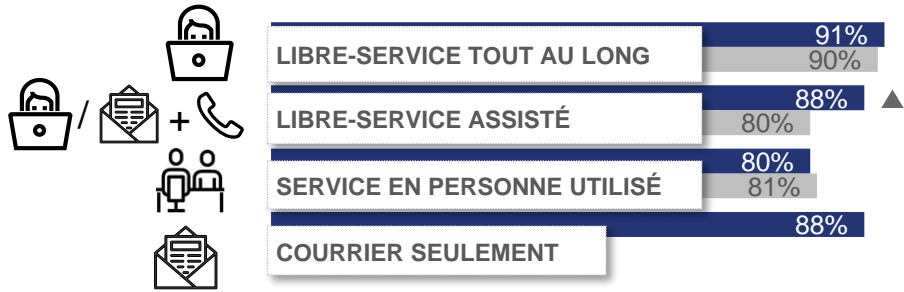 91%
LIBRE-SERVICE TOUT AU LONG
90%
88%
/ +
LIBRE-SERVICE ASSISTÉ
80%
80%
SERVICE EN PERSONNE UTILISÉ
81%
88%
COURRIER SEULEMENT